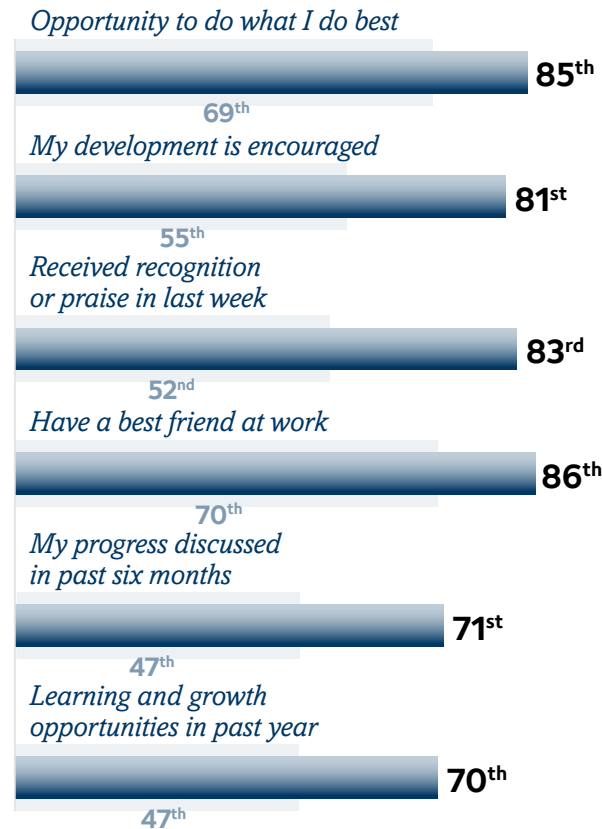 Opportunity to do what I do best
85th
69th
My development is encouraged
81st
55th
Received recognition
or praise in last week
83rd
52nd
Have a best friend at work
86th
70th
My progress discussed
in past six months
71st
47th
Learning and growth
opportunities in past year
70th
47th